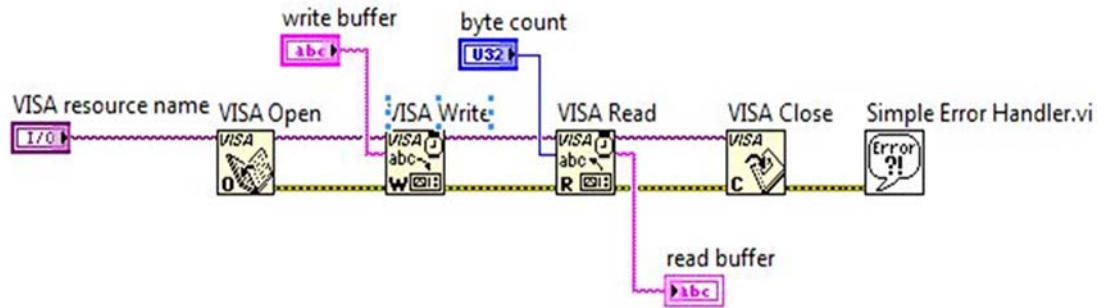 write buffer
byte count
abc
U32
VISA resource name
VISA Open
VISA Write
VISA Read
VISA Close
Simple Error Handler.vi
I/O
VISA
O
VISA
abc
W
VISA
abc
R
VISA
C
Error
?!
read buffer
abc